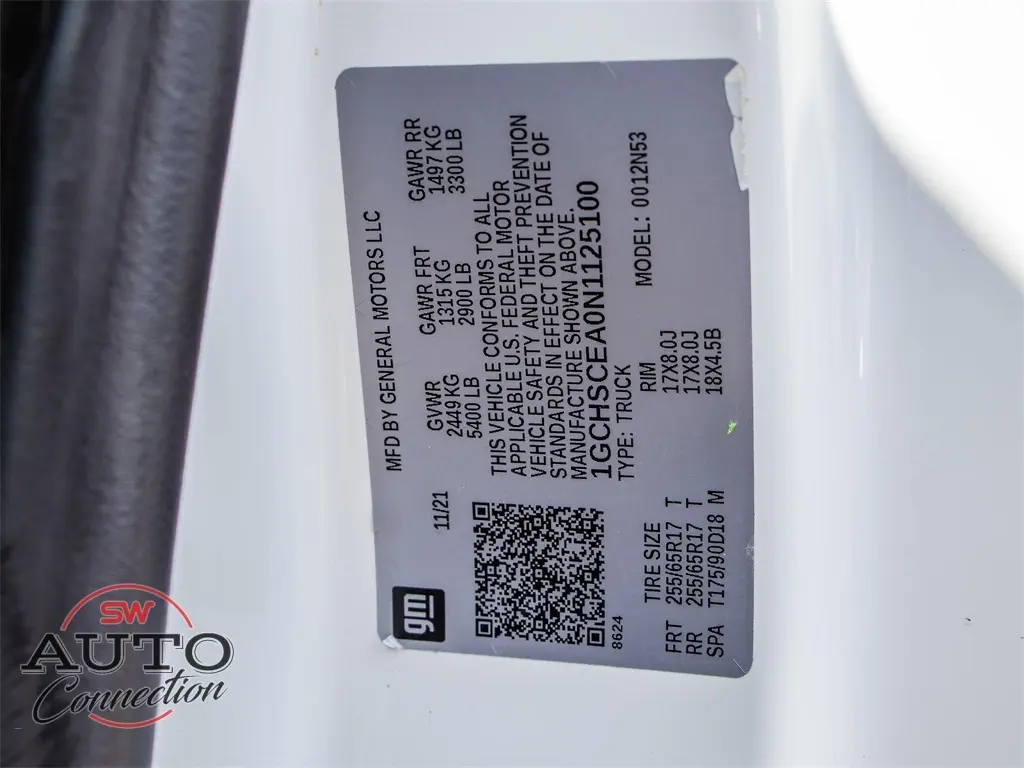 gm
11/21
MFD BY GENERAL MOTORS LLC
GVWR GAWR FRT GAWR RR
2449 KG 1315 KG 1497 KG
5400 LB 2900 LB 3300 LB
THIS VEHICLE CONFORMS TO ALL
APPLICABLE U.S. FEDERAL MOTOR
VEHICLE SAFETY AND THEFT PREVENTION
STANDARDS IN EFFECT ON THE DATE OF
MANUFACTURE SHOWN ABOVE.
1GCHSCEA0N1125100
TYPE: TRUCK
8624
MODEL: 0012N53
TIRE SIZE RIM
FRT 255/65R17 T 17X8.0J
RR 255/65R17 T 17X8.0J
SPA T175/90D18 M 18X4.5B
SW
AUTO
Connection